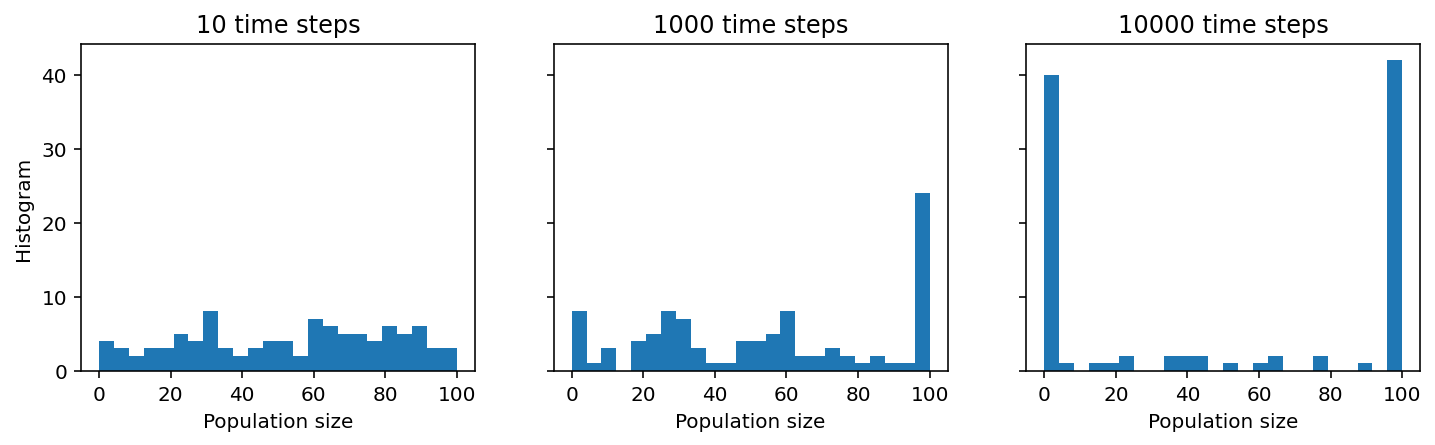 10 time steps
1000 time steps
10000 time steps
Histogram
40
30
20
10
0
0 20 40 60 80 100
0 20 40 60 80 100
0 20 40 60 80 100
Population size
Population size
Population size